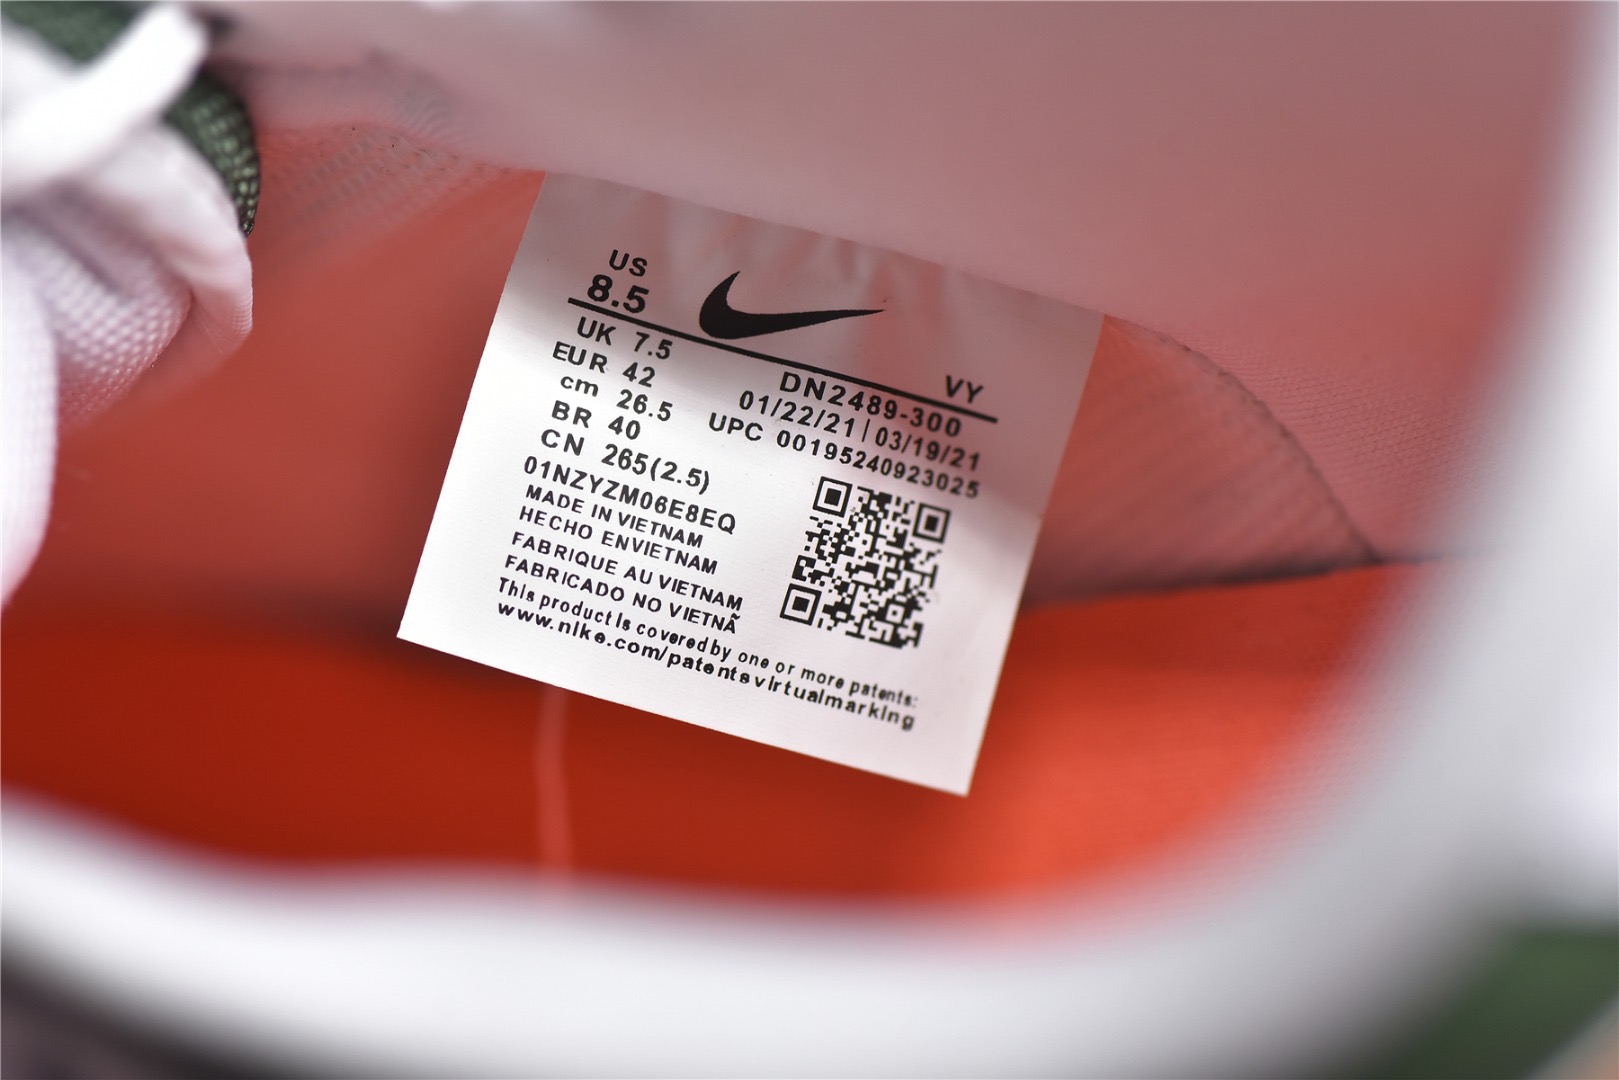 US
8.5
UK 7.5
EUR 42
cm 26.5
BR 40
CN 265(2.5)
VY
DN2489-300
01/22/21 | 03/19/21
UPC 00195240923025
01NZYZM06E8EQ
MADE IN VIETNAM
HECHO ENVIETNAM
FABRIQUE AU VIETNAM
FABRICADO NO VIETNÃ
This product is covered by one or more patents:
www.nike.com/patentsvirtualmarking